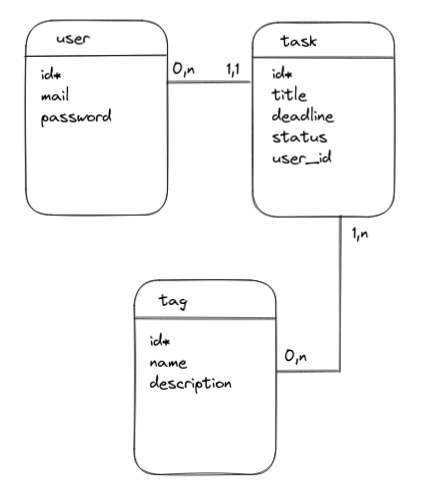 user
id*
mail
password
0,n
1,1
task
id*
title
deadline
status
user_id
1,n
tag
id*
name
description
0,n